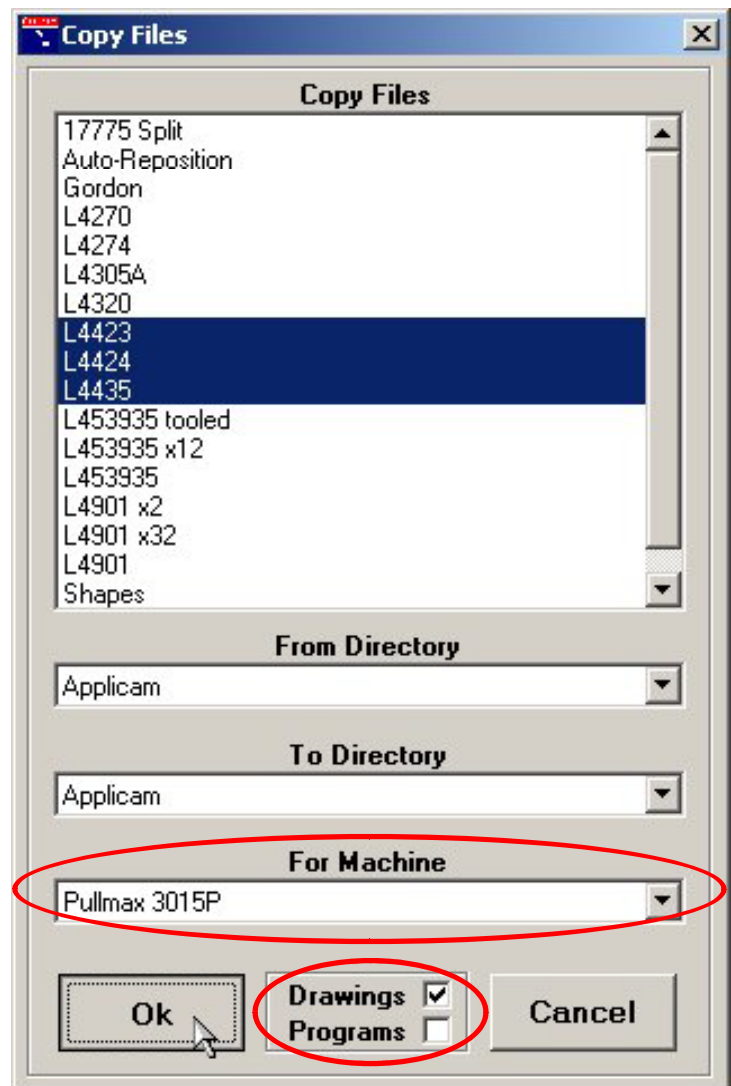 Copy Files
Copy Files
17775 Split
Auto-Reposition
Gordon
L4270
L4274
L4305A
L4320
L4423
L4424
L4435
L453935 tooled
L453935 x12
L453935
L4901 x2
L4901 x32
L4901
Shapes
From Directory
Applicam
To Directory
Applicam
For Machine
Pullmax 3015P
Ok
Drawings
Programs
Cancel